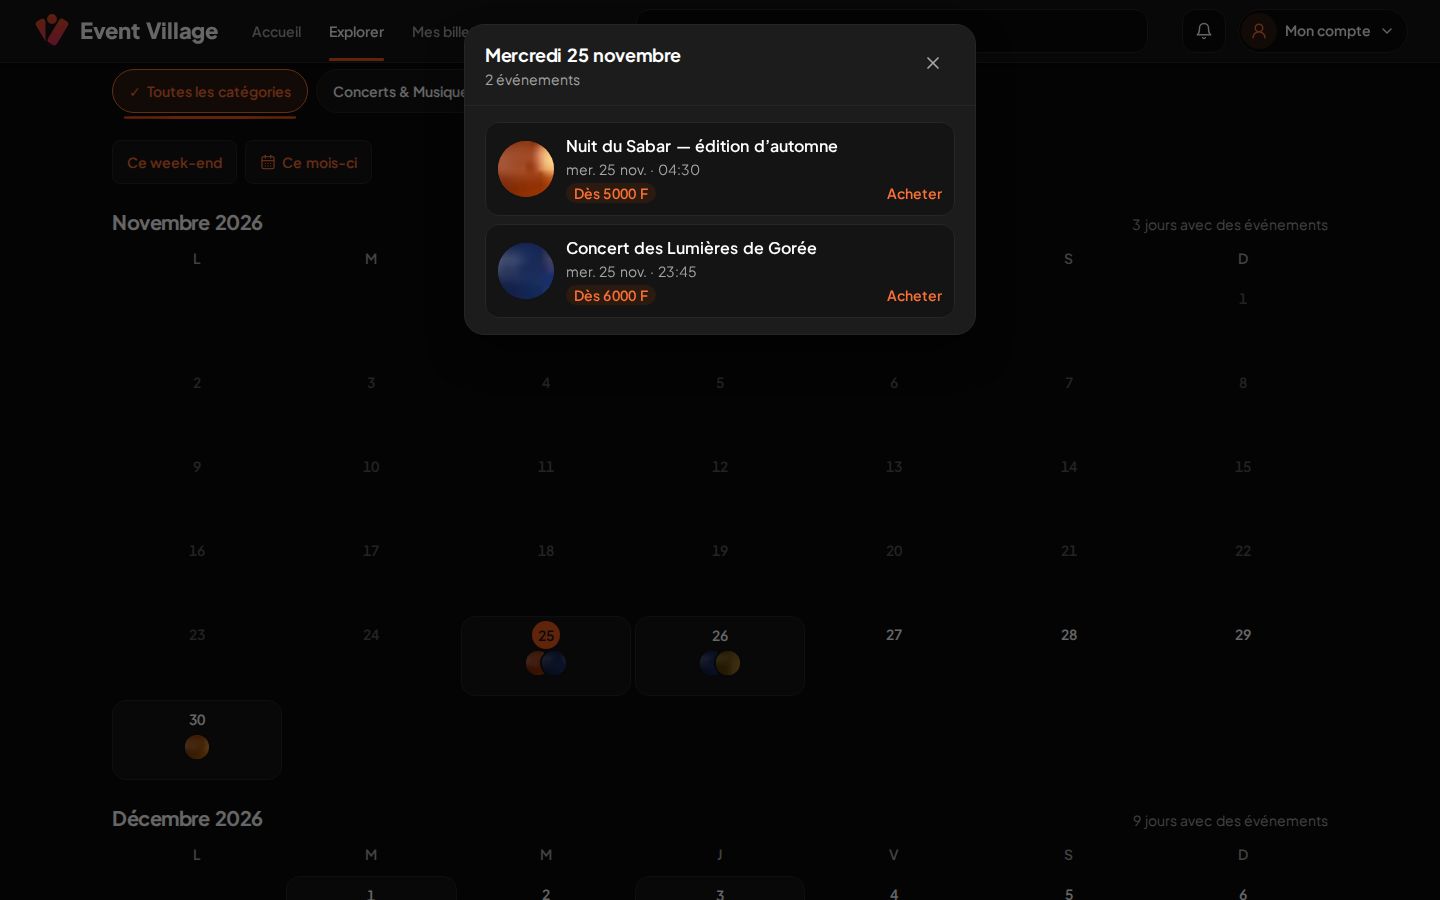 Event Village
Accueil
Explorer
Mes bille
Mon compte
Mercredi 25 novembre
2 événements
✓ Toutes les catégories
Concerts & Musique
Nuit du Sabar — édition d’automne
mer. 25 nov. · 04:30
Dès 5000 F
Acheter
Concert des Lumières de Gorée
mer. 25 nov. · 23:45
Dès 6000 F
Acheter
Ce week-end
Ce mois-ci
Novembre 2026
3 jours avec des événements
L M S D
1
2 3 4 5 6 7 8
9 10 11 12 13 14 15
16 17 18 19 20 21 22
23 24 25 26 27 28 29
30
Décembre 2026
9 jours avec des événements
L M M J V S D
1 2 3 4 5 6